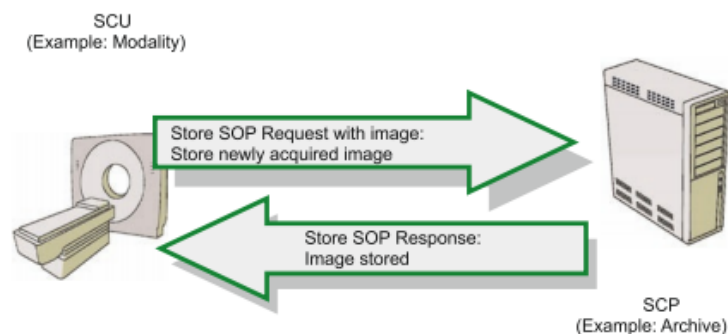 SCU
(Example: Modality)
Store SOP Request with image:
Store newly acquired image
Store SOP Response:
Image stored
SCP
(Example: Archive)